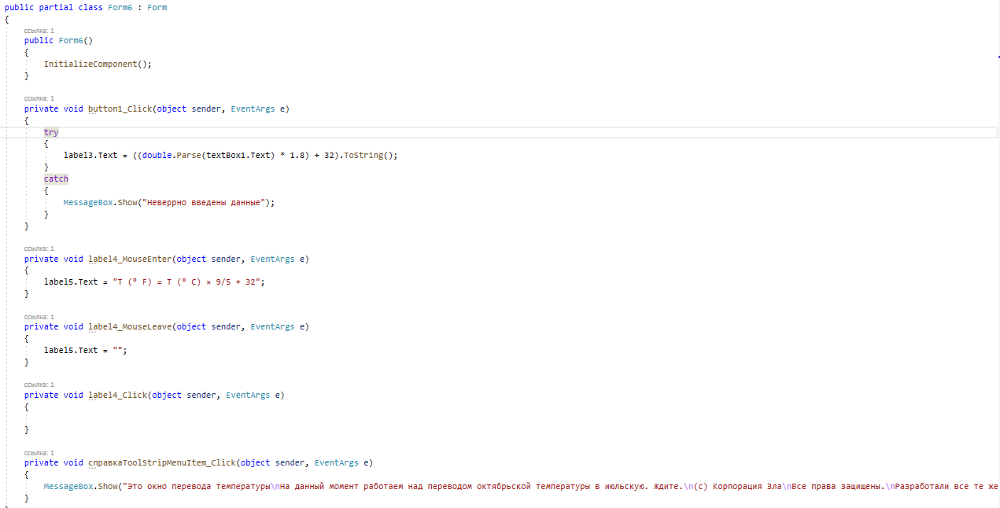 public partial class Form6 : Form
{
ссылка: 1
public Form6()
{
InitializeComponent();
}
ссылка: 1
private void button1_Click(object sender, EventArgs e)
{
try
{
label3.Text = ((double.Parse(textBox1.Text) * 1.8) + 32).ToString();
}
catch
{
MessageBox.Show("Неверрно введены данные");
}
}
ссылка: 1
private void label4_MouseEnter(object sender, EventArgs e)
{
label5.Text = "T (° F) = T (° C) × 9/5 + 32";
}
ссылка: 1
private void label4_MouseLeave(object sender, EventArgs e)
{
label5.Text = "";
}
ссылка: 1
private void label4_Click(object sender, EventArgs e)
{
}
ссылка: 1
private void справкаToolStripMenuItem_Click(object sender, EventArgs e)
{
MessageBox.Show("Это окно перевода температуры\nНа данный момент работаем над переводом октябрьской температуры в июльскую. Ждите.\n(с) Корпорация Зла\nВсе права защищены.\nРазработали все те же
}